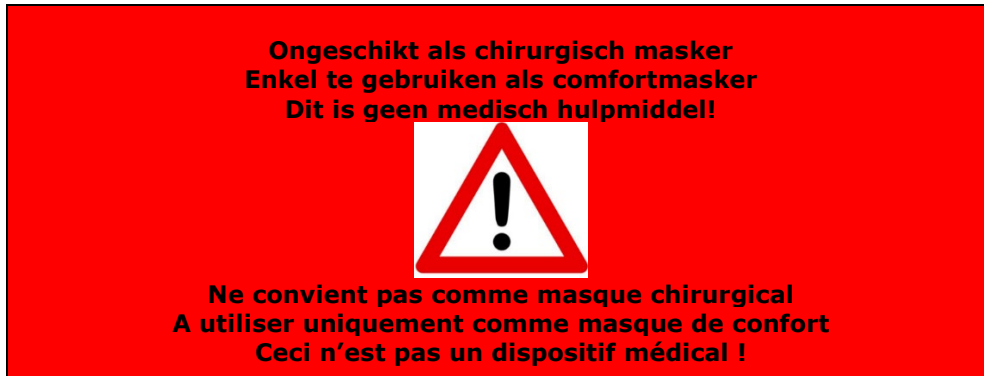 Ongeschikt als chirurgisch masker
Enkel te gebruiken als comfortmasker
Dit is geen medisch hulpmiddel!
Ne convient pas comme masque chirurgical
A utiliser uniquement comme masque de confort
Ceci n’est pas un dispositif médical !